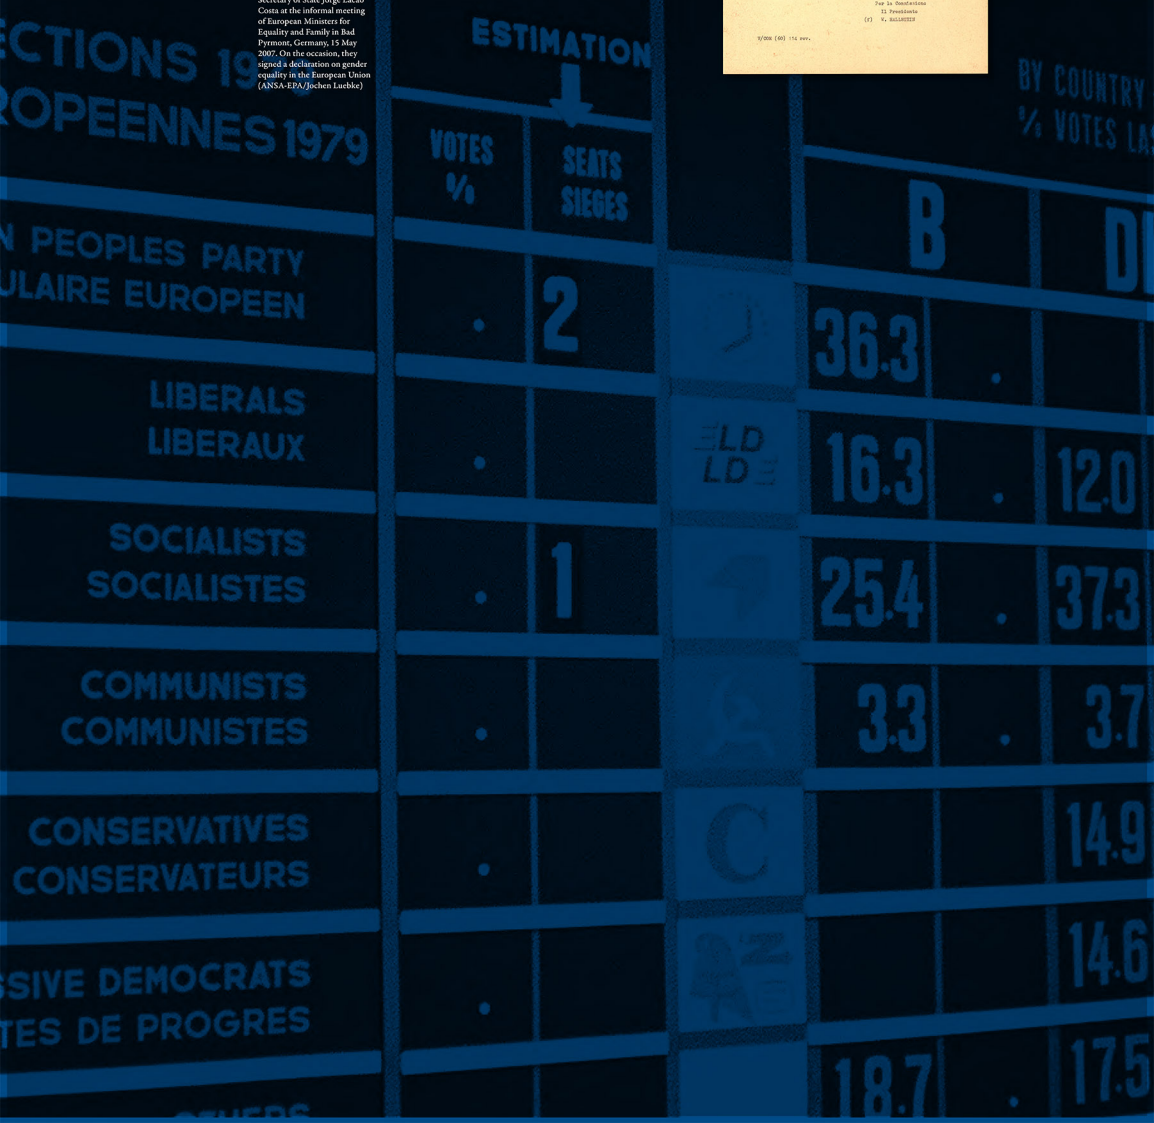 Secretary of State Jorge Lacão
Costa at the informal meeting
of European Ministers for
Equality and Family in Bad
Pyrmont, Germany, 15 May
2007. On the occasion, they
signed a declaration on gender
equality in the European Union
(ANSA-EPA/Jochen Luebke)
Per la Commissione
Il Presidente
(f) W. HALLSTEIN
ECTIONS 19
ROPEENNES 1979
ESTIMATION
VOTES
%
SEATS
SIEGES
BY COUNTRY
% VOTES LA
B
D
N PEOPLES PARTY
ULAIRE EUROPEEN
. 2 36.3 .
LIBERALS
LIBERAUX
. ELD
LDE
16.3 . 12.0
SOCIALISTS
SOCIALISTES
. 1 25.4 . 37.3
COMMUNISTS
COMMUNISTES
. 3.3 . 3.7
CONSERVATIVES
CONSERVATEURS
. C 14.9
SSIVE DEMOCRATS
TES DE PROGRES
. 14.6
OTHERS
18.7 . 17.5